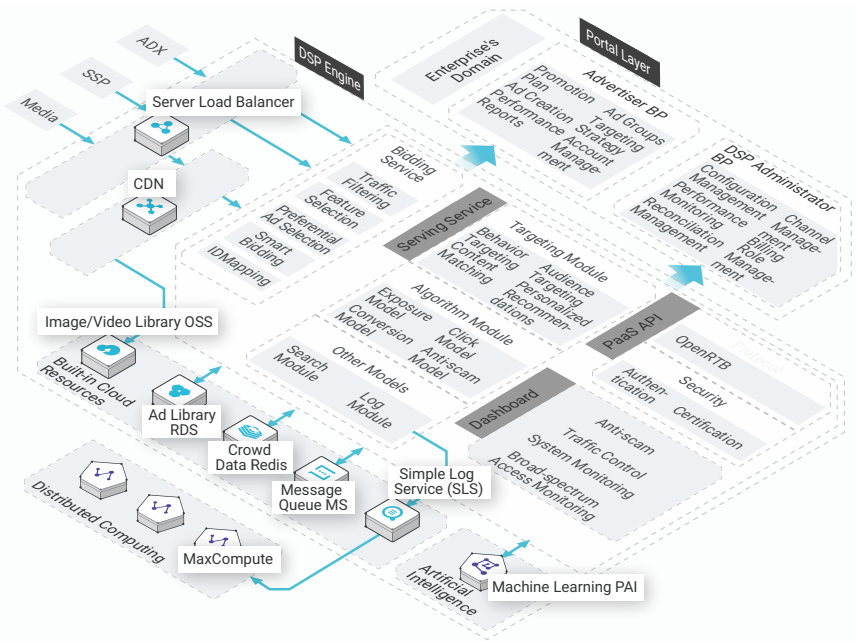 ADX
SSP
Media
Server Load Balancer
CDN
DSP Engine
Portal Layer
Enterprise's
Domain
Advertiser BP
Promotion
Plan
Ad Creation
Performance
Reports
Ad Groups
Targeting
Strategy
Account
Manage-
ment
DSP Administrator
BP
Configuration
Management
Performance
Monitoring
Reconciliation
Management
Channel
Manage-
ment
Billing
Role
Manage-
ment
Bidding
Service
Traffic
Filtering
Feature
Selection
Preferential
Ad Selection
Smart
Bidding
IDMapping
Serving Service
Targeting Module
Behavior
Targeting
Content
Matching
Audience
Targeting
Personalized
Recommen-
dations
Algorithm Module
Exposure
Model
Conversion
Model
Click
Model
Anti-scam
Model
Other Models
Search
Module
Log
Module
PaaS API
OpenRTB
Protocol
Security
Authen-
tication
Certification
Dashboard
Anti-scam
Traffic Control
System Monitoring
Broad-spectrum
Access Monitoring
Image/Video Library OSS
Built-in Cloud
Resources
Ad Library
RDS
Crowd
Data Redis
Message
Queue MS
Simple Log
Service (SLS)
Distributed Computing
MaxCompute
Artificial
Intelligence
Machine Learning PAI